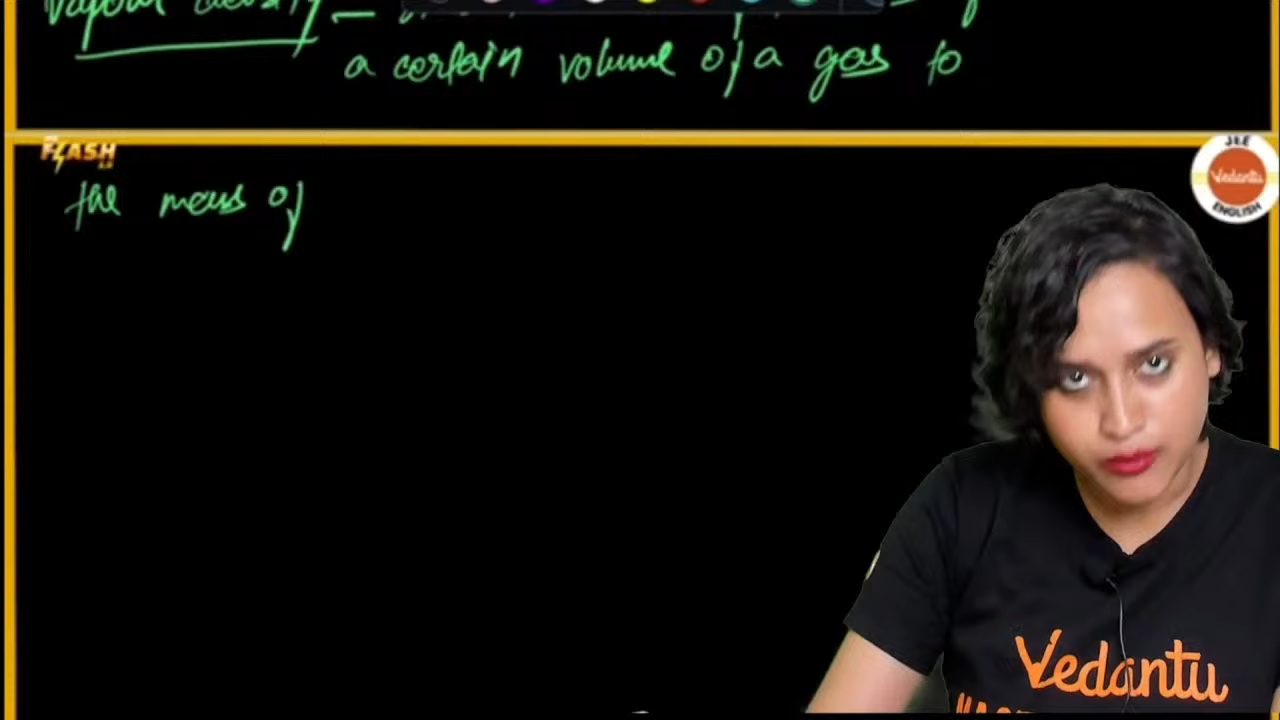 a certain volume of a gas to
FLASH
the mass of
JEE
Vedantu
ENGLISH
Vedantu